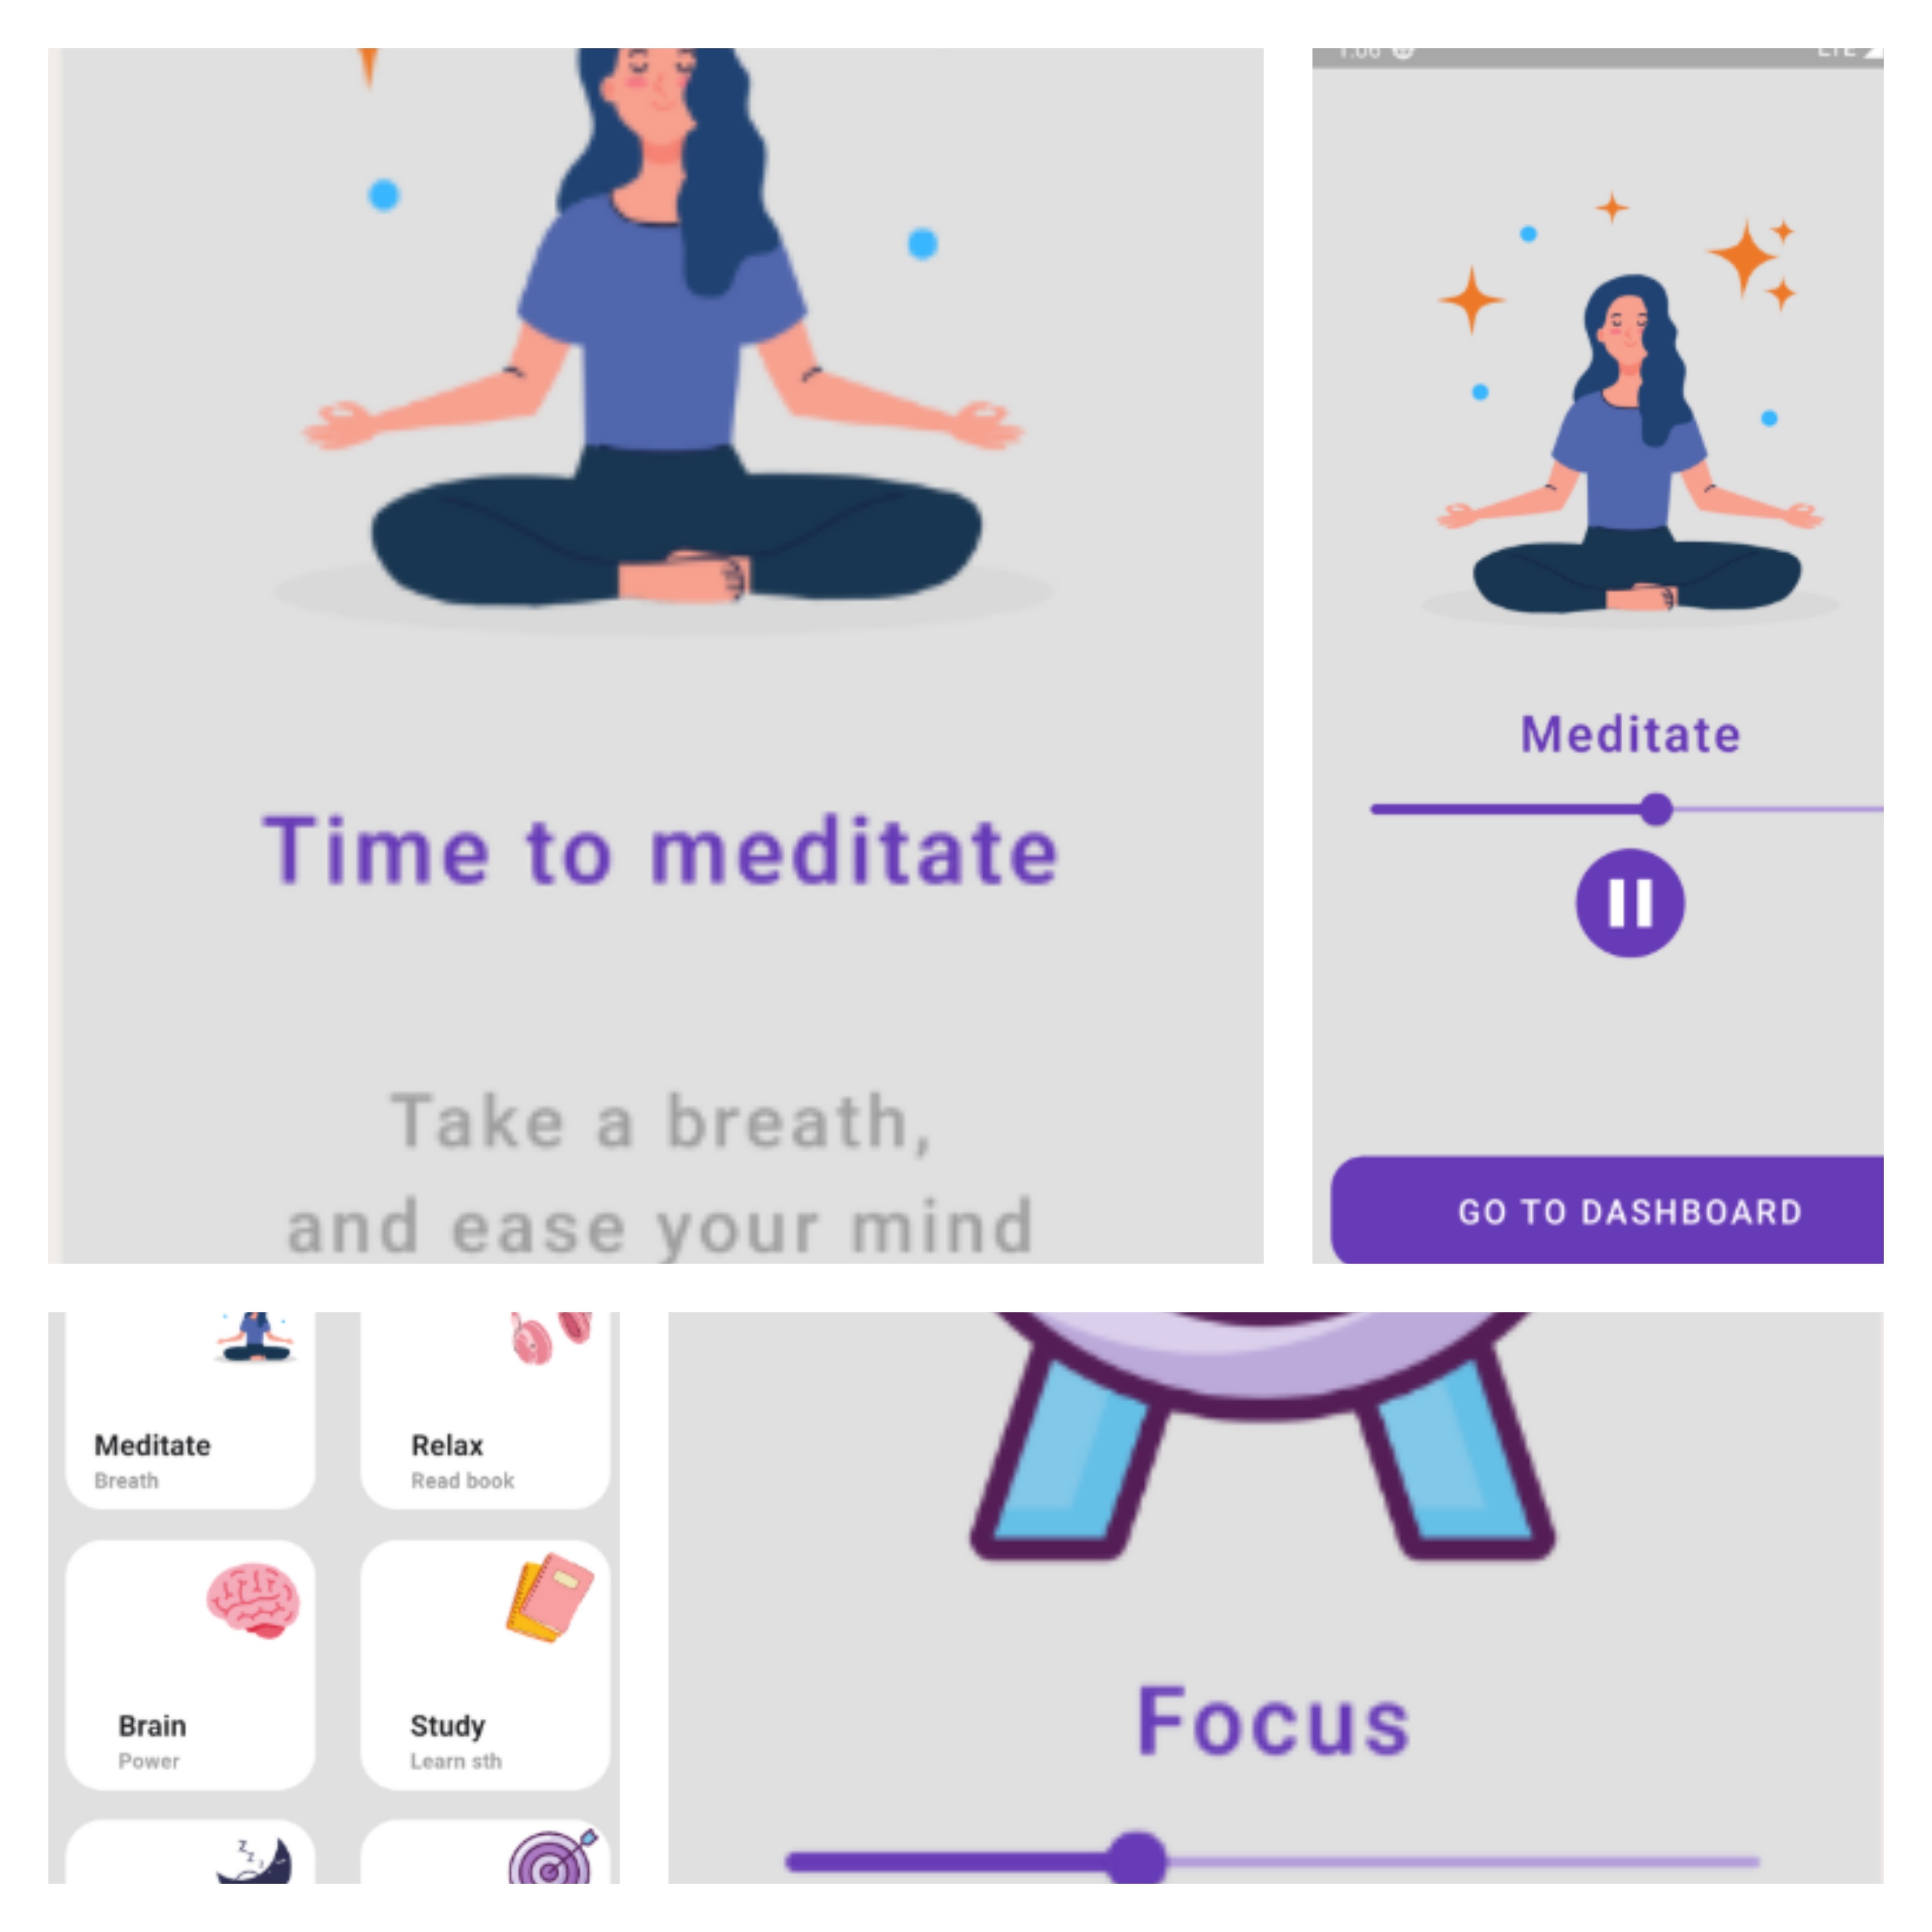 Time to meditate
Take a breath,
and ease your mind
LTE
Meditate
GO TO DASHBOARD
Meditate
Breath
Relax
Read book
Brain
Power
Study
Learn sth
z
z
z
Focus